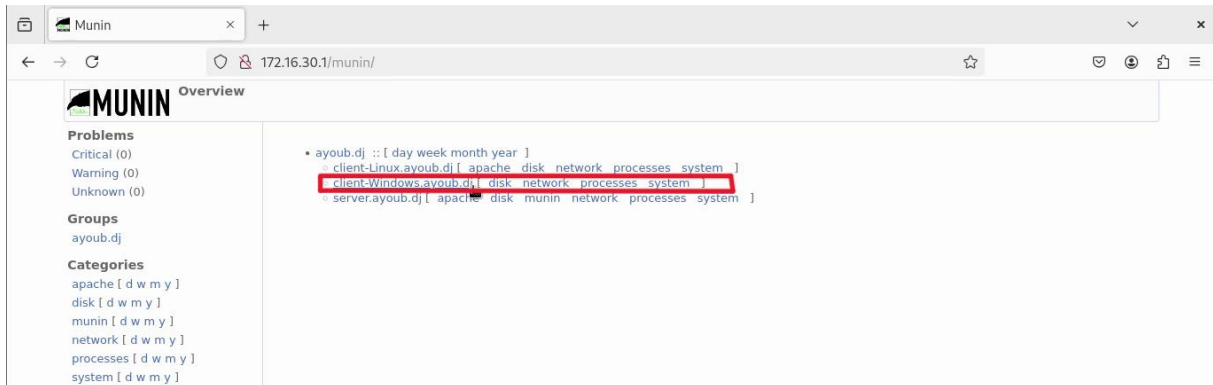 Munin
172.16.30.1/munin/
MUNIN Overview
Problems
Critical (0)
Warning (0)
Unknown (0)
Groups
ayoub.dj
Categories
apache [ d w m y ]
disk [ d w m y ]
munin [ d w m y ]
network [ d w m y ]
processes [ d w m y ]
system [ d w m y ]
ayoub.dj :: [ day week month year ]
client-Linux.ayoub.dj [ apache disk network processes system ]
client-Windows.ayoub.dj [ disk network processes system ]
server.ayoub.dj [ apache disk munin network processes system ]